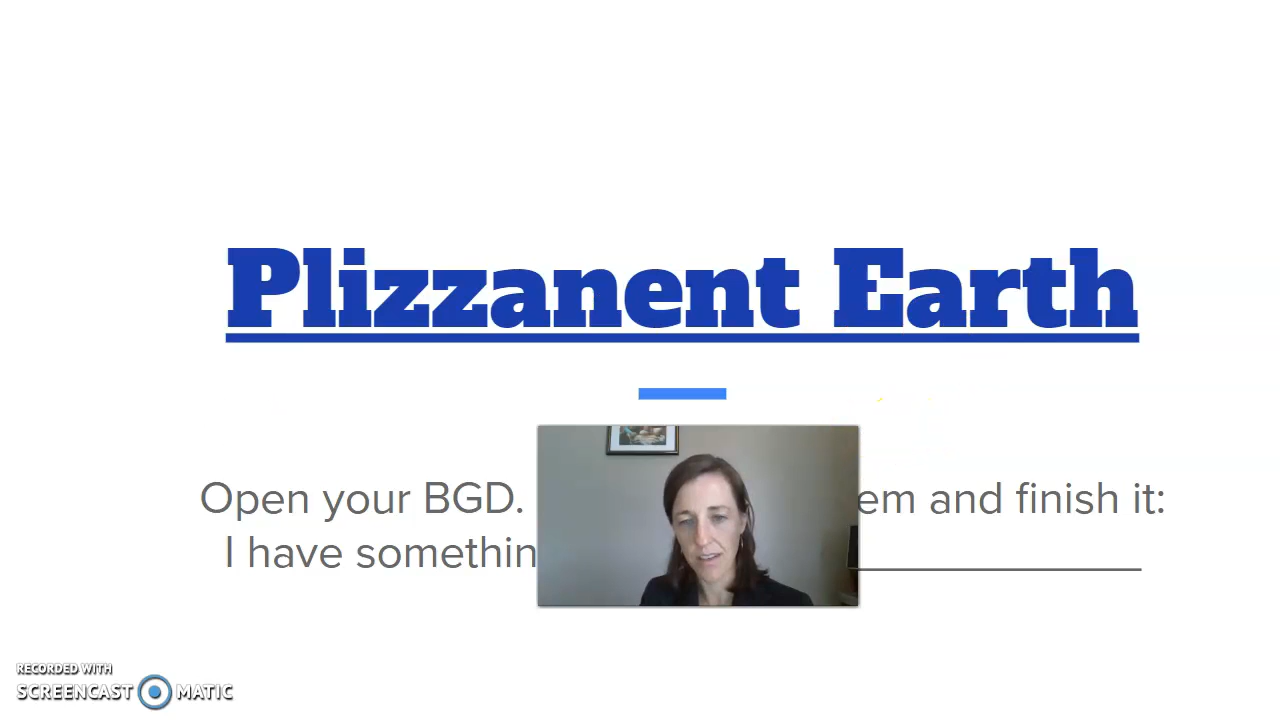 Plizzanent Earth
Open your BGD. em and finish it:
I have somethin
RECORDED WITH
SCREENCAST MATIC